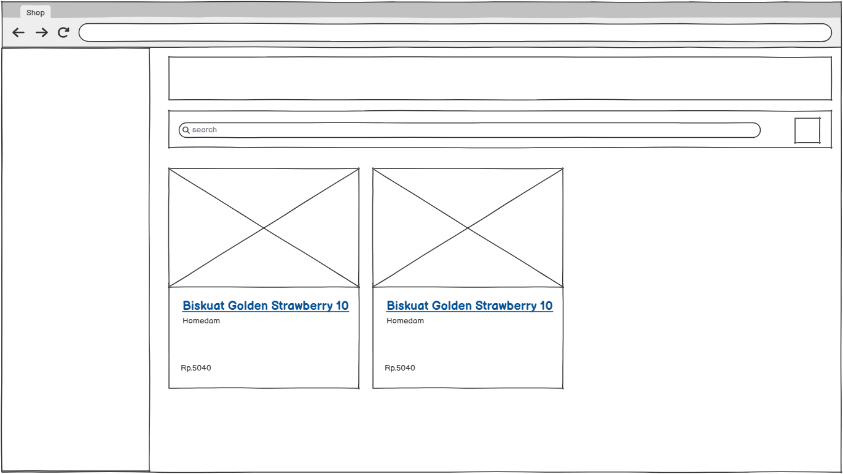 Shop
search
Biskuat Golden Strawberry 10
Homedam
Rp.5040
Biskuat Golden Strawberry 10
Homedam
Rp.5040